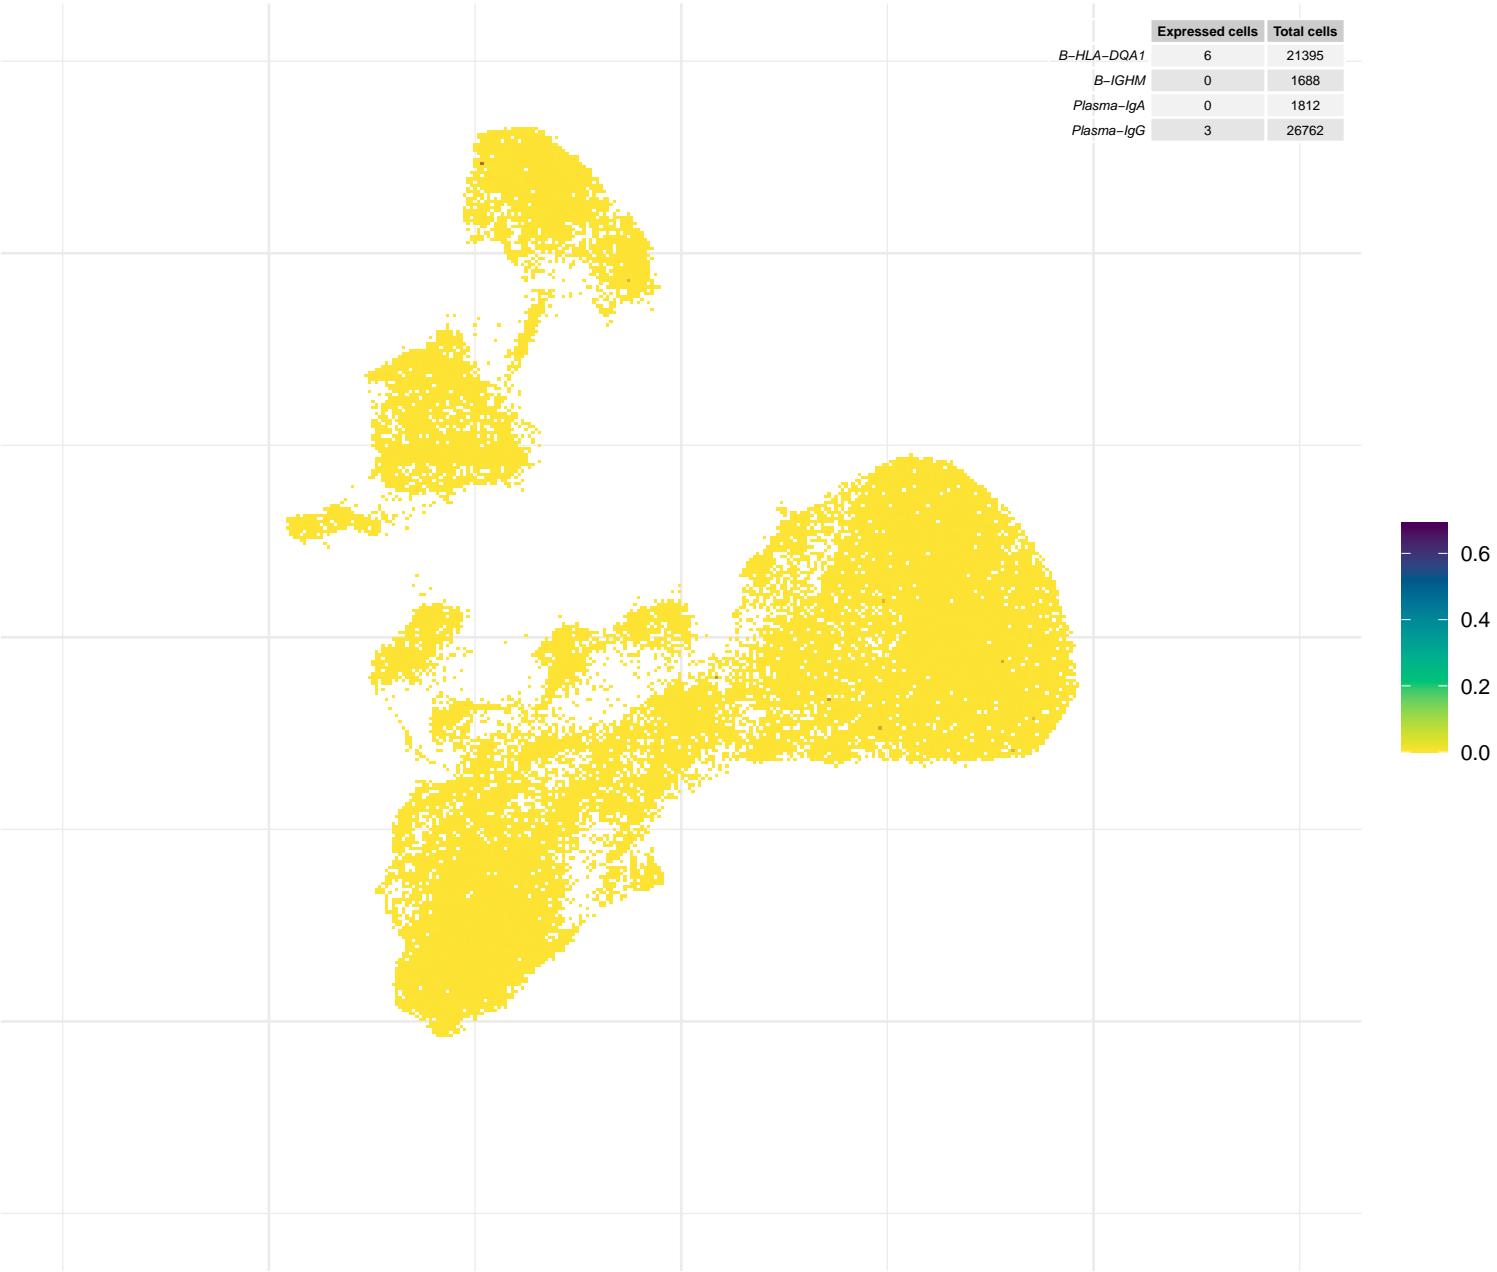 Expressed cells Total cells
B−HLA−DQA1 6 21395
B−IGHM 0 1688
Plasma−IgA 0 1812
Plasma−IgG 3 26762
0.6
0.4
0.2
0.0